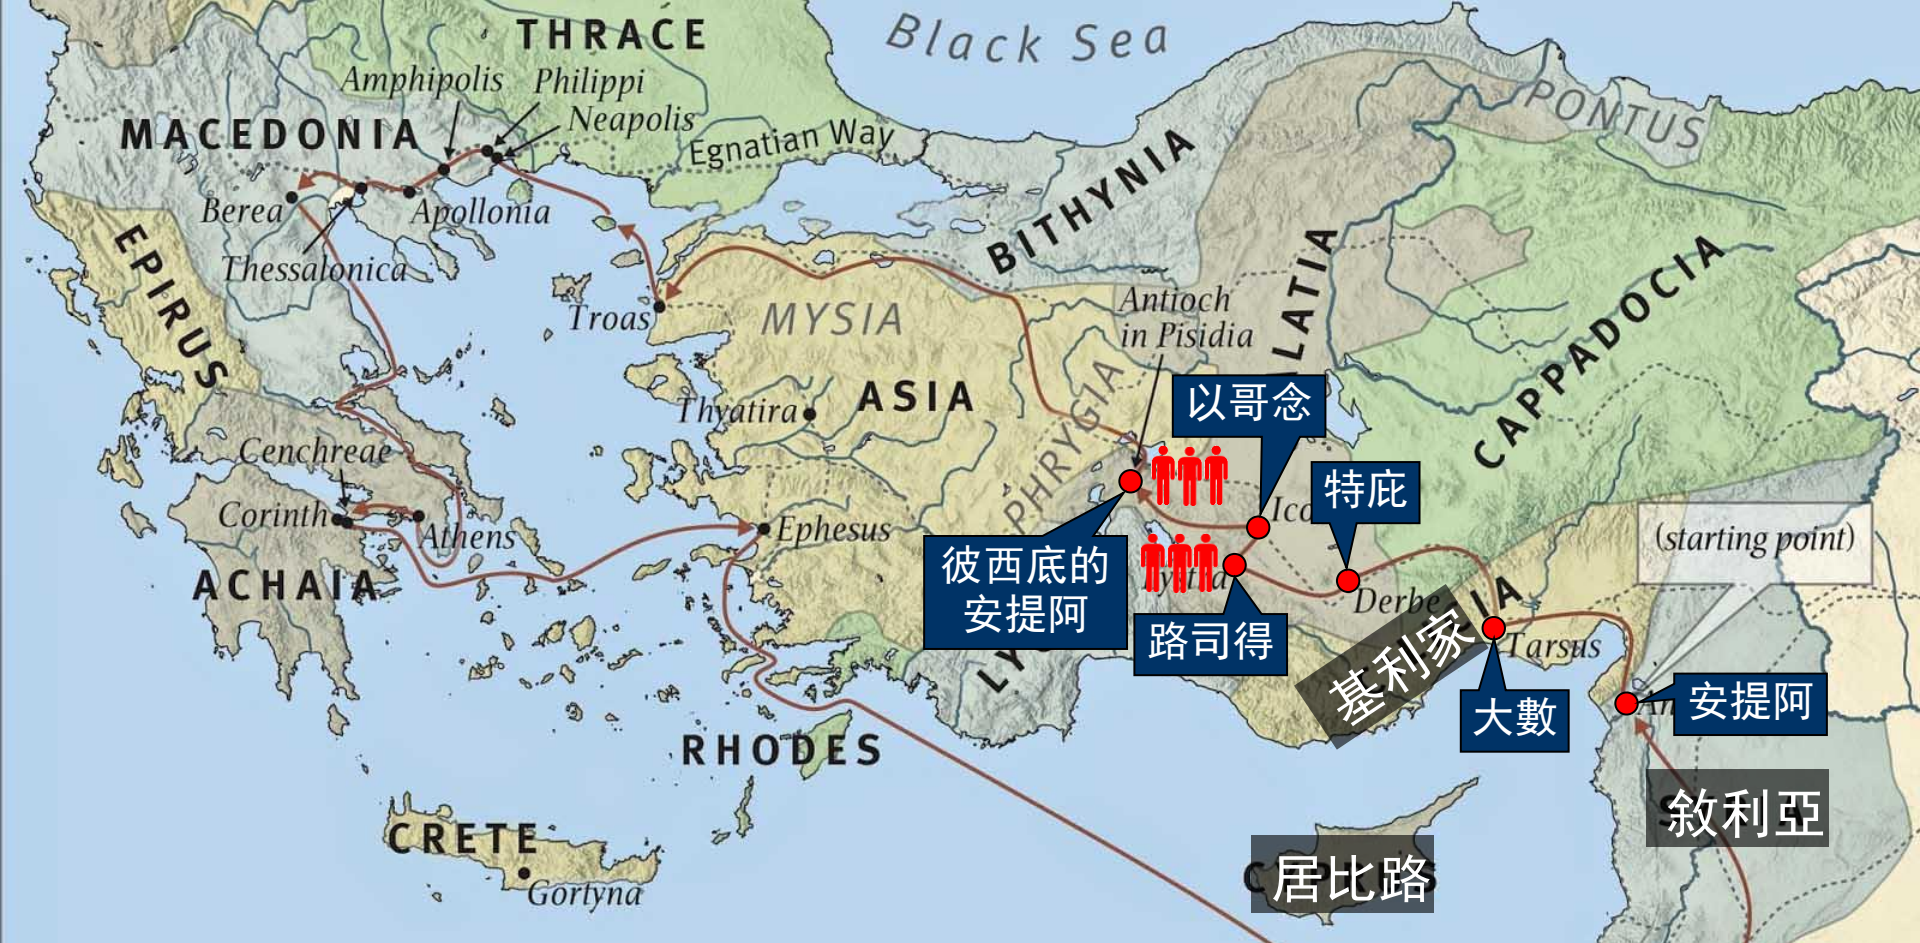 THRACE
Black Sea
Amphipolis
Philippi
Neapolis
MACEDONIA
Egnatian Way
PONTUS
BITHYNIA
Berea
Apollonia
Thessalonica
EPIRUS
Troas
MYSIA
Antioch
in Pisidia
LATIA
CAPPADOCIA
ASIA
Thyatira
PHRYGIA
以哥念
特庇
Cenchreae
Corinth
Athens
Ephesus
ACHAIA
(starting point)
彼西底的
安提阿
Derbe
路司得
基利家
IA
Tarsus
大數
安提阿
LY
RHODES
敘利亞
CRETE
Gortyna
居比路